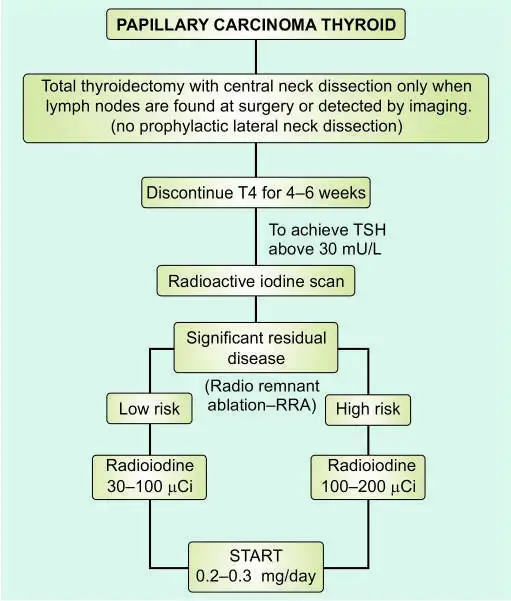 PAPILLARY CARCINOMA THYROID
Total thyroidectomy with central neck dissection only when
lymph nodes are found at surgery or detected by imaging.
(no prophylactic lateral neck dissection)
Discontinue T4 for 4–6 weeks
To achieve TSH
above 30 mU/L
Radioactive iodine scan
Significant residual
disease
(Radio remnant
ablation–RRA)
Low risk
High risk
Radioiodine
30–100 μCi
Radioiodine
100–200 μCi
START
0.2–0.3 mg/day